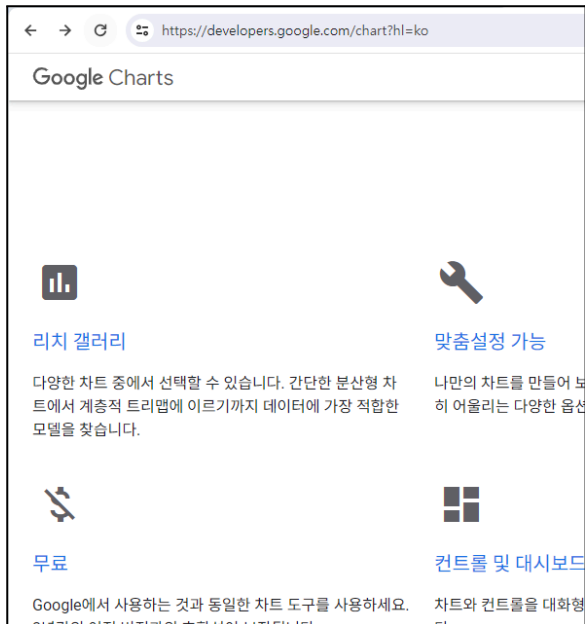 https://developers.google.com/chart?hl=ko
Google Charts
리치 갤러리
다양한 차트 중에서 선택할 수 있습니다. 간단한 분산형 차
트에서 계층적 트리맵에 이르기까지 데이터에 가장 적합한
모델을 찾습니다.
맞춤설정 가능
나만의 차트를 만들어 보
히 어울리는 다양한 옵션
무료
Google에서 사용하는 것과 동일한 차트 도구를 사용하세요.
컨트롤 및 대시보드
차트와 컨트롤을 대화형